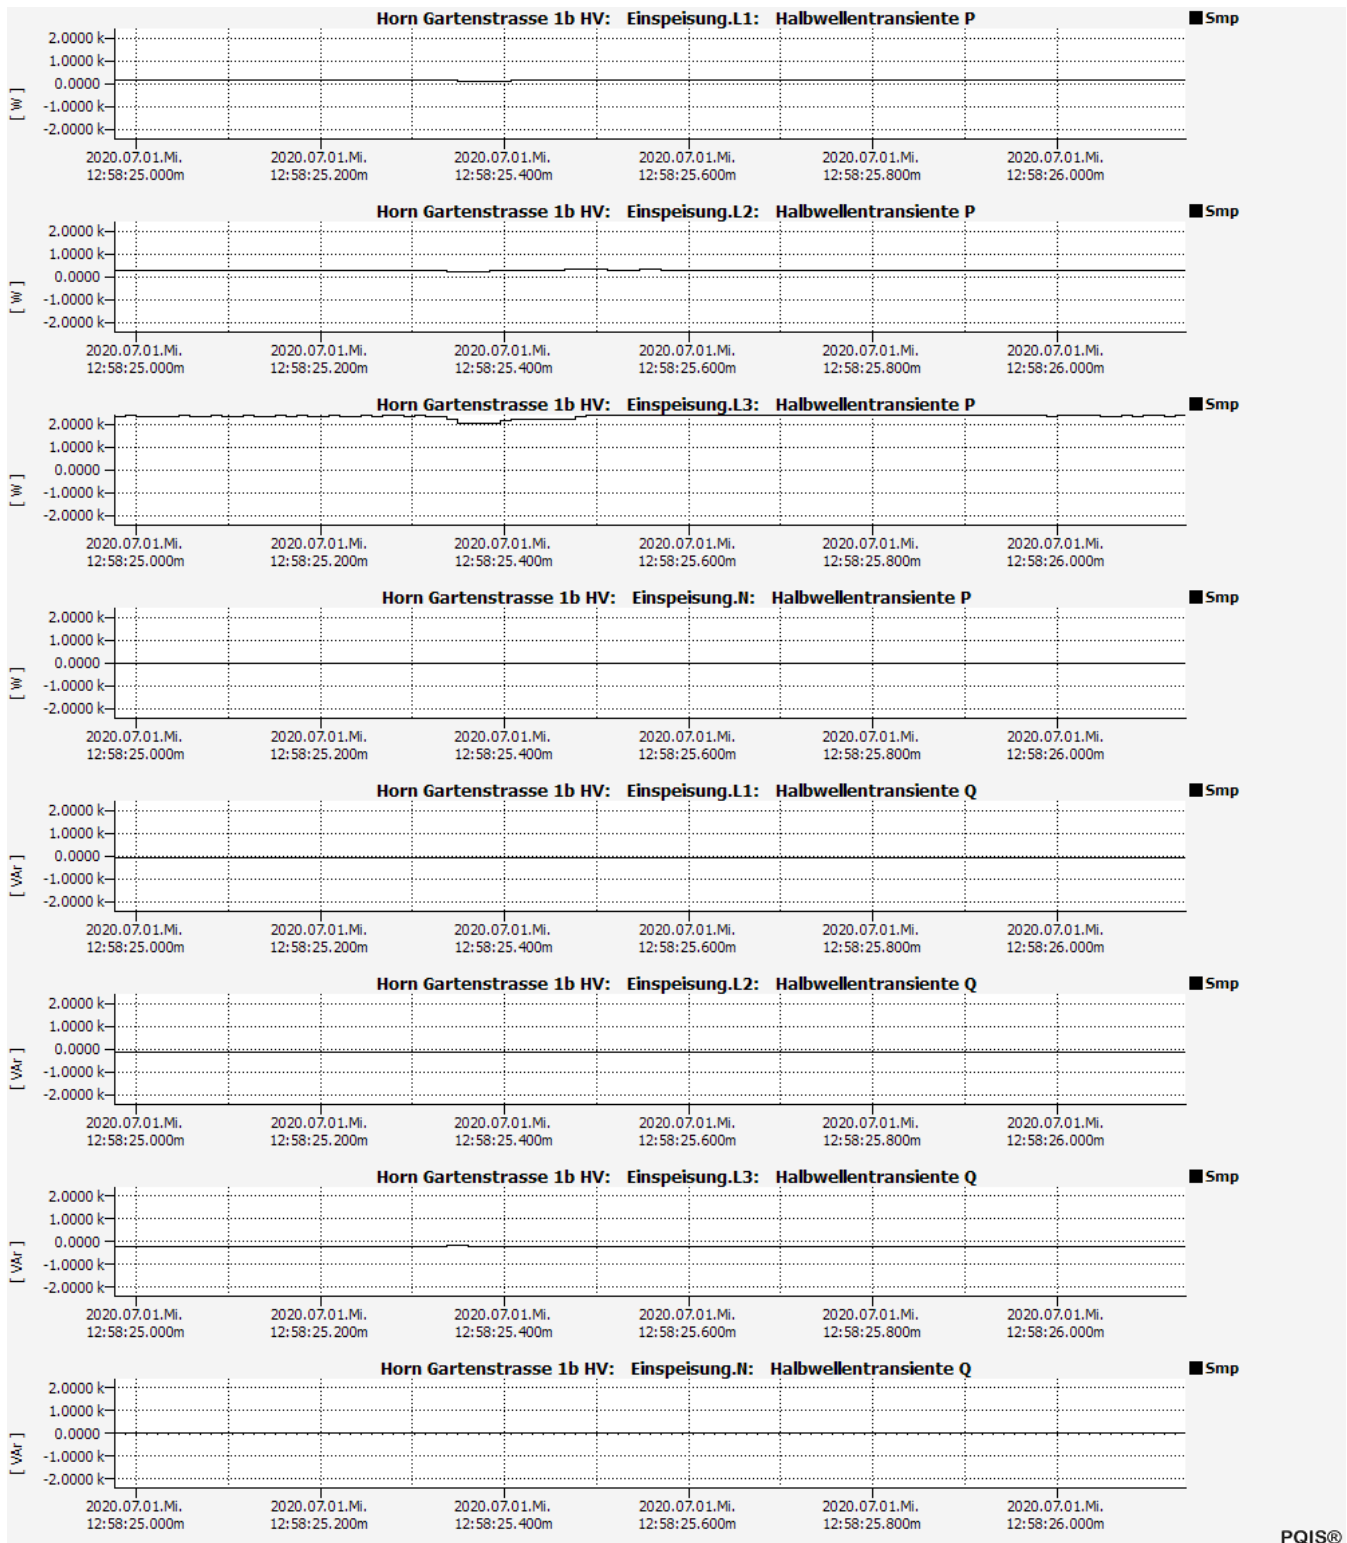 Horn Gartenstrasse 1b HV: Einspeisung.L1: Halbwellentransiente P
Smp
2.0000 k
1.0000 k
0.0000
-1.0000 k
-2.0000 k
[ W ]
2020.07.01.Mi. 2020.07.01.Mi. 2020.07.01.Mi. 2020.07.01.Mi. 2020.07.01.Mi. 2020.07.01.Mi.
12:58:25.000m 12:58:25.200m 12:58:25.400m 12:58:25.600m 12:58:25.800m 12:58:26.000m
Horn Gartenstrasse 1b HV: Einspeisung.L2: Halbwellentransiente P
Smp
2.0000 k
1.0000 k
0.0000
-1.0000 k
-2.0000 k
[ W ]
2020.07.01.Mi. 2020.07.01.Mi. 2020.07.01.Mi. 2020.07.01.Mi. 2020.07.01.Mi. 2020.07.01.Mi.
12:58:25.000m 12:58:25.200m 12:58:25.400m 12:58:25.600m 12:58:25.800m 12:58:26.000m
Horn Gartenstrasse 1b HV: Einspeisung.L3: Halbwellentransiente P
Smp
2.0000 k
1.0000 k
0.0000
-1.0000 k
-2.0000 k
[ W ]
2020.07.01.Mi. 2020.07.01.Mi. 2020.07.01.Mi. 2020.07.01.Mi. 2020.07.01.Mi. 2020.07.01.Mi.
12:58:25.000m 12:58:25.200m 12:58:25.400m 12:58:25.600m 12:58:25.800m 12:58:26.000m
Horn Gartenstrasse 1b HV: Einspeisung.N: Halbwellentransiente P
Smp
2.0000 k
1.0000 k
0.0000
-1.0000 k
-2.0000 k
[ W ]
2020.07.01.Mi. 2020.07.01.Mi. 2020.07.01.Mi. 2020.07.01.Mi. 2020.07.01.Mi. 2020.07.01.Mi.
12:58:25.000m 12:58:25.200m 12:58:25.400m 12:58:25.600m 12:58:25.800m 12:58:26.000m
Horn Gartenstrasse 1b HV: Einspeisung.L1: Halbwellentransiente Q
Smp
2.0000 k
1.0000 k
0.0000
-1.0000 k
-2.0000 k
[ VAr ]
2020.07.01.Mi. 2020.07.01.Mi. 2020.07.01.Mi. 2020.07.01.Mi. 2020.07.01.Mi. 2020.07.01.Mi.
12:58:25.000m 12:58:25.200m 12:58:25.400m 12:58:25.600m 12:58:25.800m 12:58:26.000m
Horn Gartenstrasse 1b HV: Einspeisung.L2: Halbwellentransiente Q
Smp
2.0000 k
1.0000 k
0.0000
-1.0000 k
-2.0000 k
[ VAr ]
2020.07.01.Mi. 2020.07.01.Mi. 2020.07.01.Mi. 2020.07.01.Mi. 2020.07.01.Mi. 2020.07.01.Mi.
12:58:25.000m 12:58:25.200m 12:58:25.400m 12:58:25.600m 12:58:25.800m 12:58:26.000m
Horn Gartenstrasse 1b HV: Einspeisung.L3: Halbwellentransiente Q
Smp
2.0000 k
1.0000 k
0.0000
-1.0000 k
-2.0000 k
[ VAr ]
2020.07.01.Mi. 2020.07.01.Mi. 2020.07.01.Mi. 2020.07.01.Mi. 2020.07.01.Mi. 2020.07.01.Mi.
12:58:25.000m 12:58:25.200m 12:58:25.400m 12:58:25.600m 12:58:25.800m 12:58:26.000m
Horn Gartenstrasse 1b HV: Einspeisung.N: Halbwellentransiente Q
Smp
2.0000 k
1.0000 k
0.0000
-1.0000 k
-2.0000 k
[ VAr ]
2020.07.01.Mi. 2020.07.01.Mi. 2020.07.01.Mi. 2020.07.01.Mi. 2020.07.01.Mi. 2020.07.01.Mi.
12:58:25.000m 12:58:25.200m 12:58:25.400m 12:58:25.600m 12:58:25.800m 12:58:26.000m
PQIS®